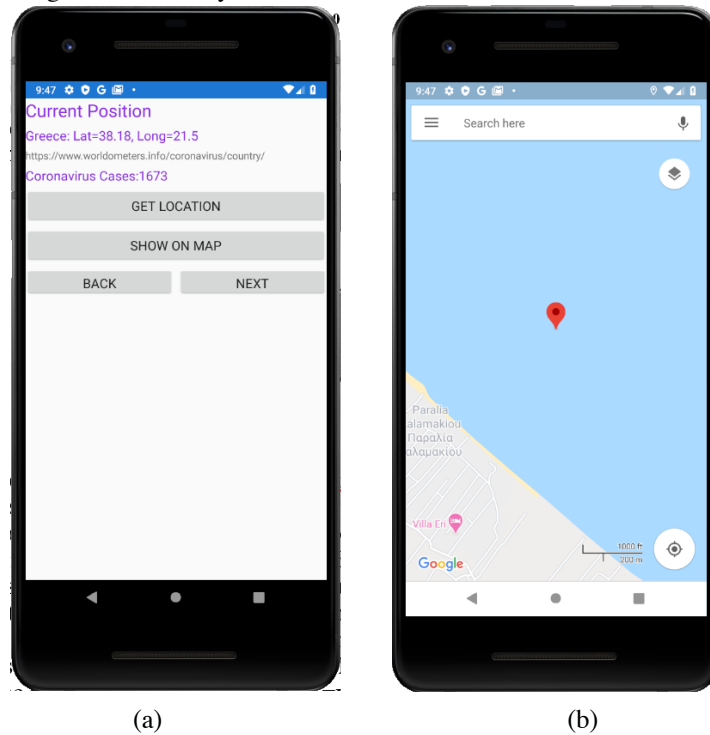 9:47
Current Position
Greece: Lat=38.18, Long=21.5
https://www.worldometers.info/coronavirus/country/
Coronavirus Cases:1673
GET LOCATION
SHOW ON MAP
BACK NEXT
(a)
9:47
Search here
Paralia
alamakiou
Παραλία
αλαμακίου
Villa Eri
Google
1000 ft
200 m
(b)